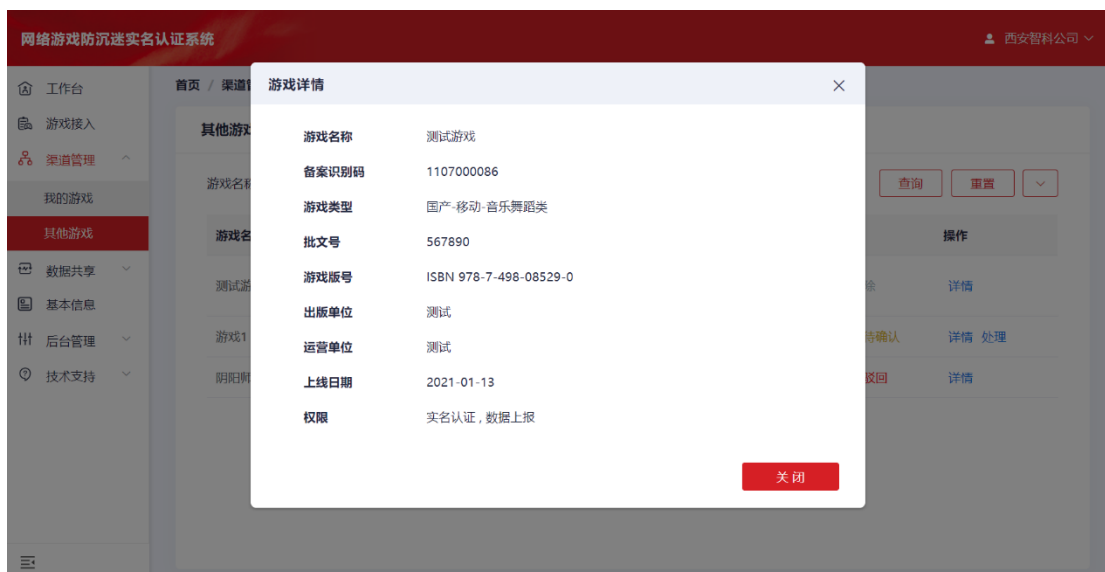 网络游戏防沉迷实名认证系统
西安智科公司
工作台
游戏接入
渠道管理
我的游戏
其他游戏
数据共享
基本信息
后台管理
技术支持
首页 / 渠道
其他游
游戏名
查询 重置
游戏名 操作
测试游 详情
游戏1 待确认 详情 处理
阴阳师 驳回 详情
游戏详情
游戏名称 测试游戏
备案识别码 1107000086
游戏类型 国产-移动-音乐舞蹈类
批文号 567890
游戏版号 ISBN 978-7-498-08529-0
出版单位 测试
运营单位 测试
上线日期 2021-01-13
权限 实名认证 , 数据上报
关 闭